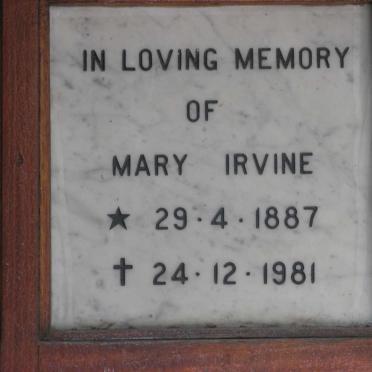 IN LOVING MEMORY
OF
MARY IRVINE
★ 29·4·1887
✝ 24·12·1981